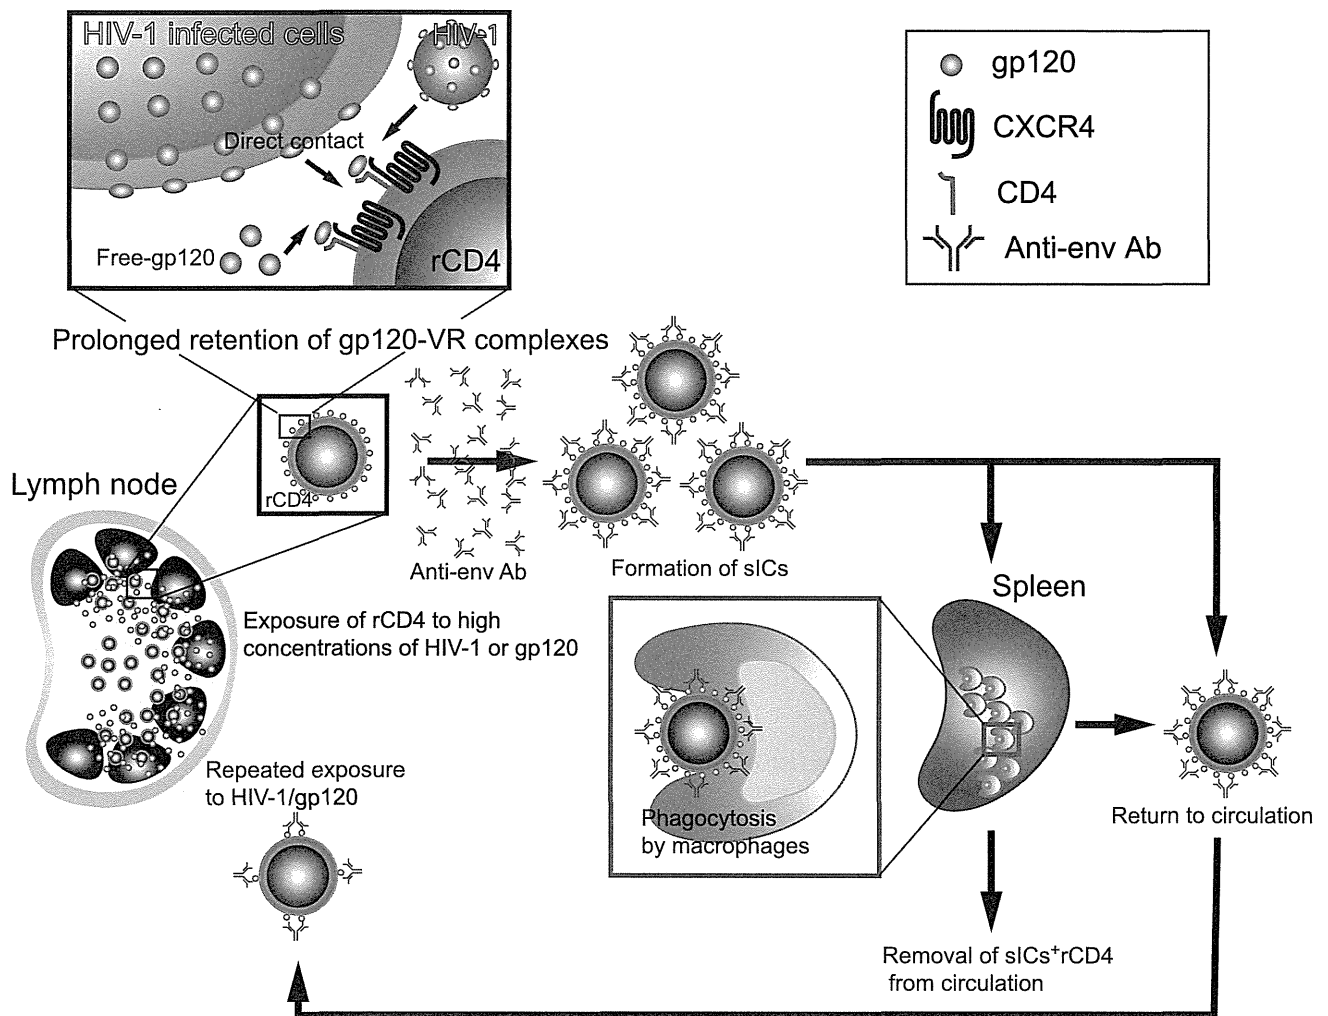 HIV-1 infected cells
HIV-1
Direct contact
Free-gp120
rCD4
gp120
CXCR4
CD4
Anti-env Ab
Prolonged retention of gp120-VR complexes
rCD4
Lymph node
Anti-env Ab
Formation of sICs
Spleen
Exposure of rCD4 to high
concentrations of HIV-1 or gp120
Repeated exposure
to HIV-1/gp120
Phagocytosis
by macrophages
Return to circulation
Removal of sICs+rCD4
from circulation